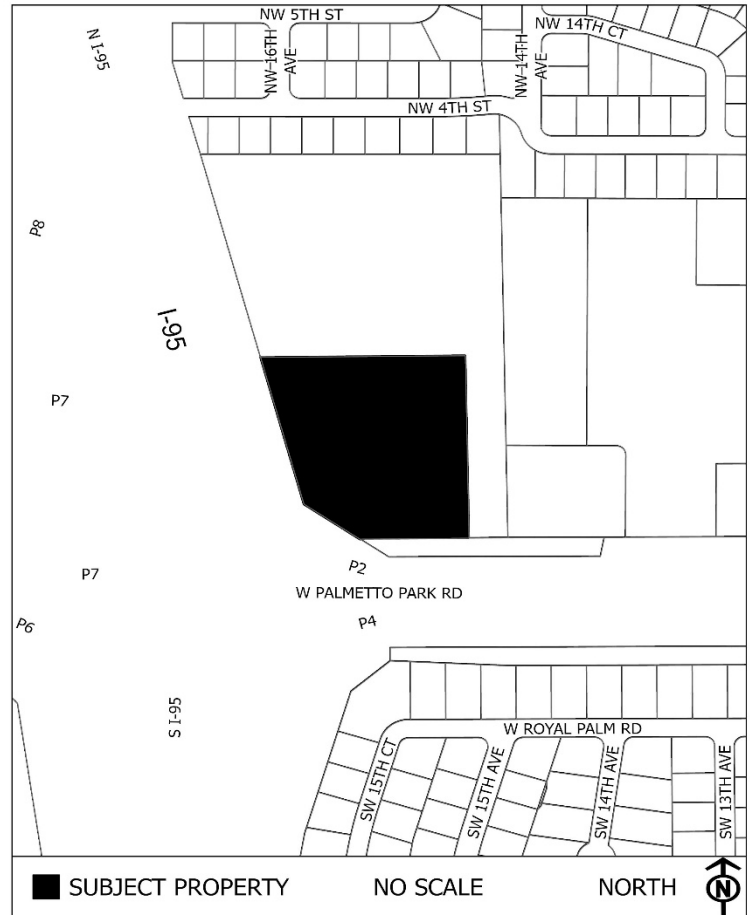 NW 5TH ST
N I-95
NW 16TH
AVE
NW 14TH
AVE
NW 14TH CT
NW 4TH ST
P8
I-95
P7
P7
P2
W PALMETTO PARK RD
P4
P6
S I-95
W ROYAL PALM RD
SW 15TH CT
SW 15TH AVE
SW 14TH AVE
SW 13TH AVE
SUBJECT PROPERTY NO SCALE NORTH N